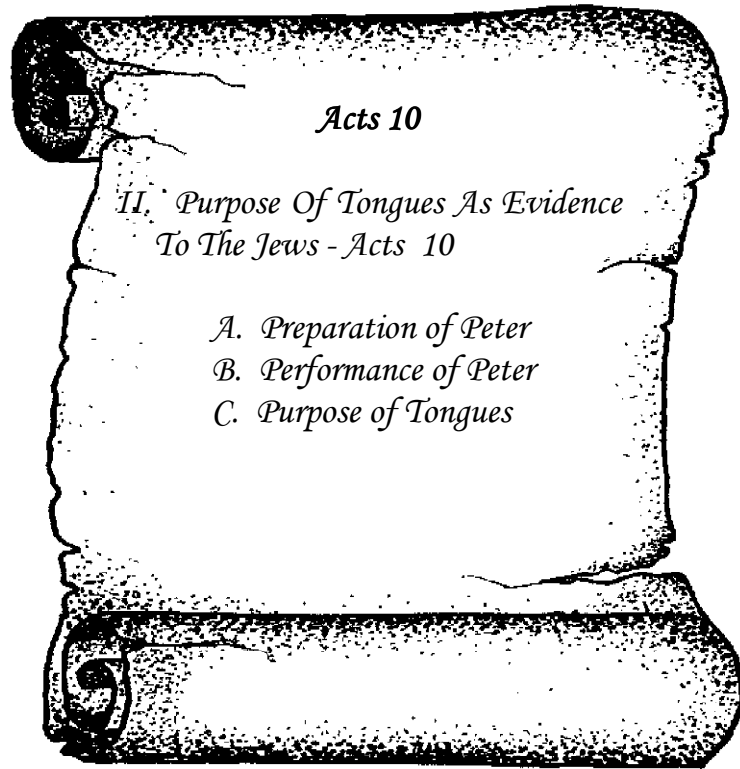 Acts 10
II. Purpose Of Tongues As Evidence
To The Jews - Acts 10
A. Preparation of Peter
B. Performance of Peter
C. Purpose of Tongues